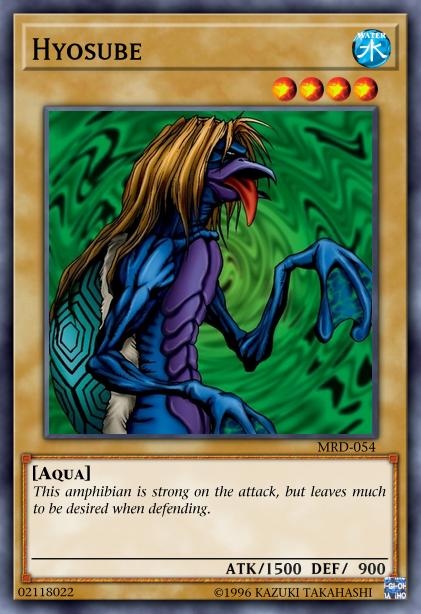 HYOSUBE
WATER
水
MRD-054
[AQUA]
This amphibian is strong on the attack, but leaves much
to be desired when defending.
ATK/1500 DEF/ 900
02118022
©1996 KAZUKI TAKAHASHI